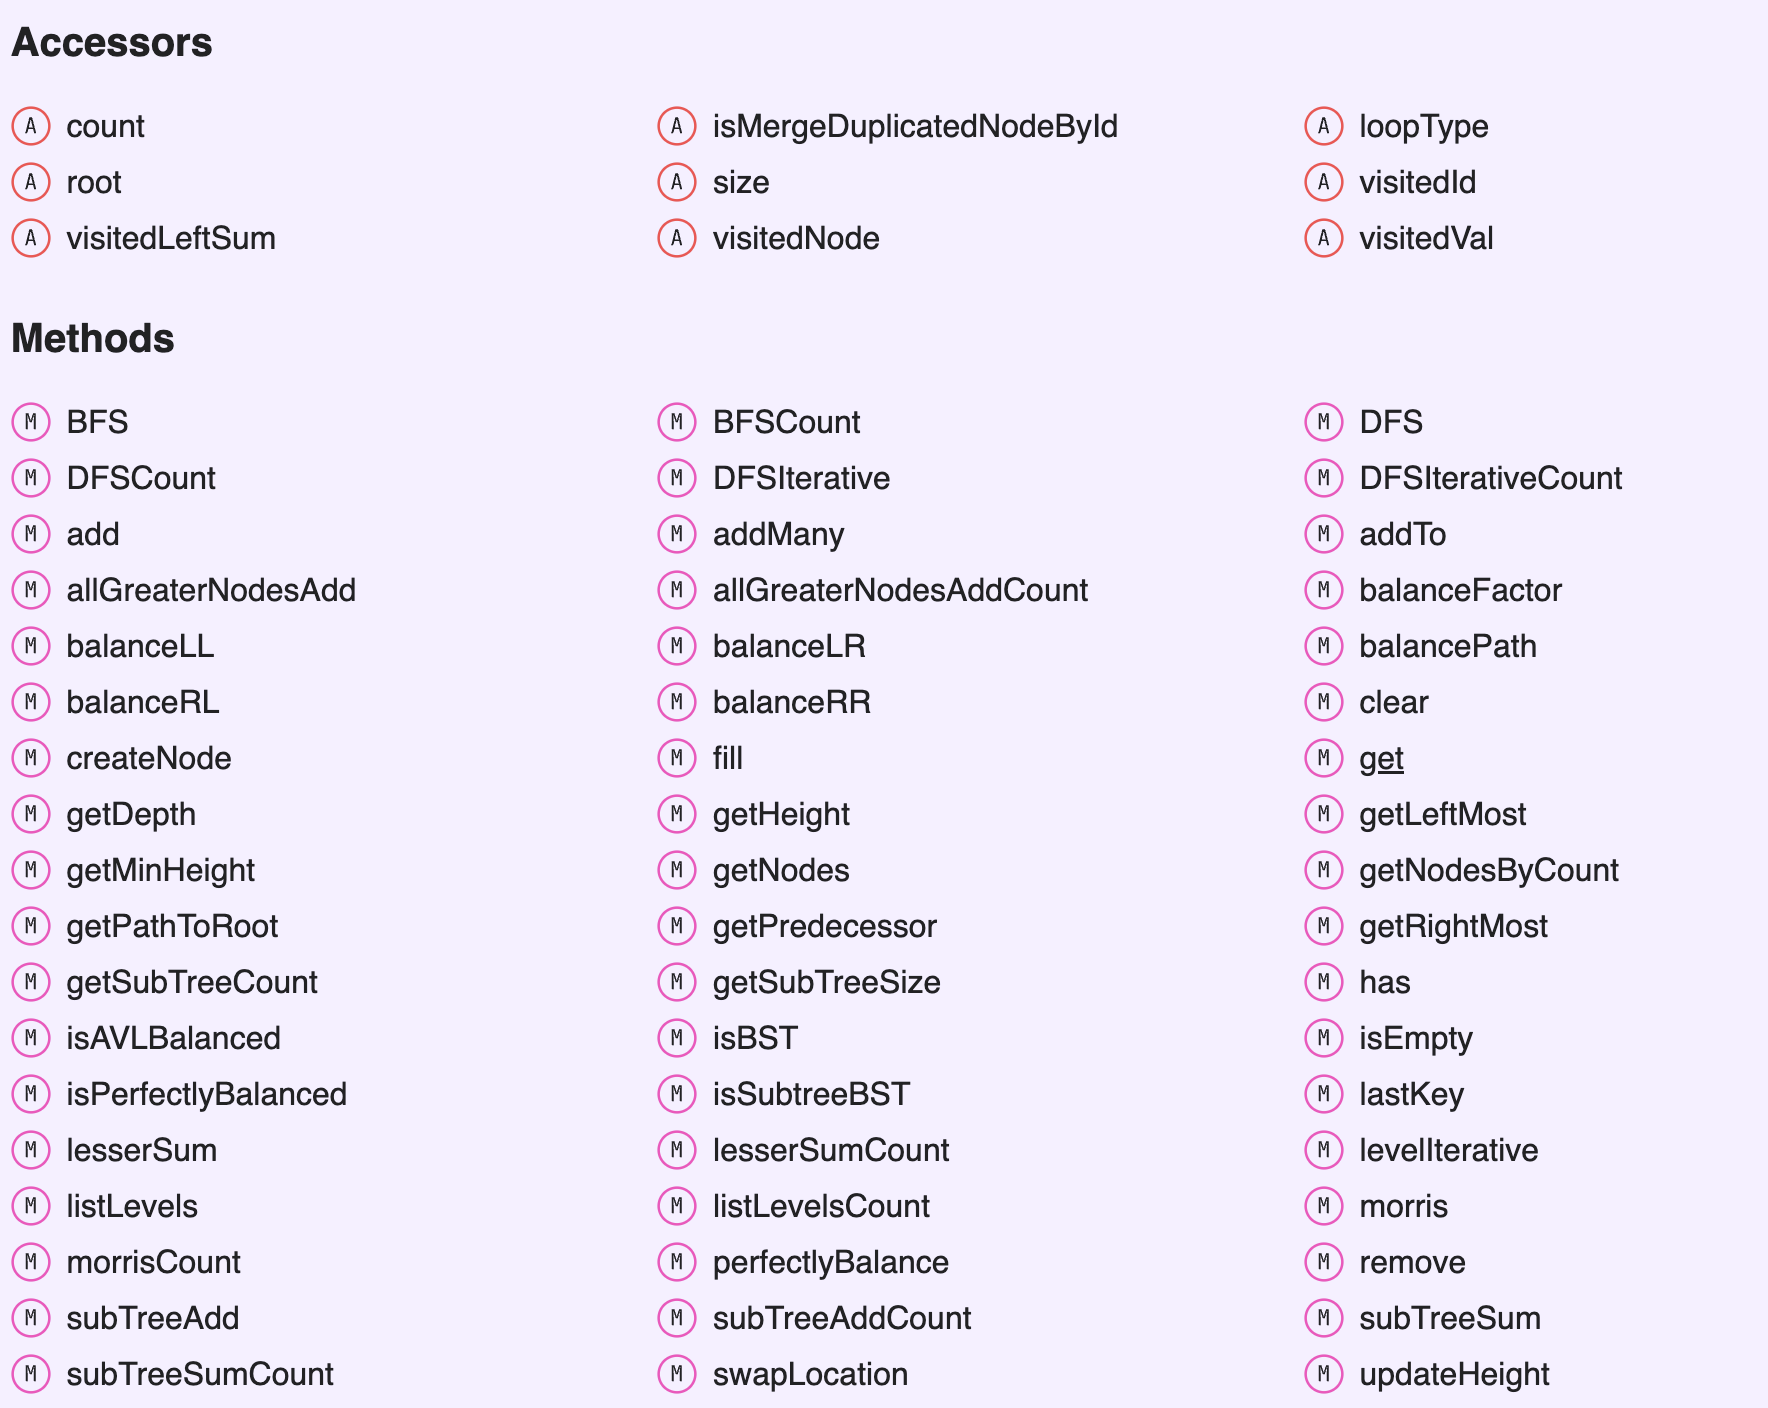 Accessors
A count A isMergeDuplicatedNodeById A loopType
A root A size A visitedId
A visitedLeftSum A visitedNode A visitedVal
Methods
M BFS M BFSCount M DFS
M DFSCount M DFSIterative M DFSIterativeCount
M add M addMany M addTo
M allGreaterNodesAdd M allGreaterNodesAddCount M balanceFactor
M balanceLL M balanceLR M balancePath
M balanceRL M balanceRR M clear
M createNode M fill M get
M getDepth M getHeight M getLeftMost
M getMinHeight M getNodes M getNodesByCount
M getPathToRoot M getPredecessor M getRightMost
M getSubTreeCount M getSubTreeSize M has
M isAVLBalanced M isBST M isEmpty
M isPerfectlyBalanced M isSubtreeBST M lastKey
M lesserSum M lesserSumCount M levelIterative
M listLevels M listLevelsCount M morris
M morrisCount M perfectlyBalance M remove
M subTreeAdd M subTreeAddCount M subTreeSum
M subTreeSumCount M swapLocation M updateHeight